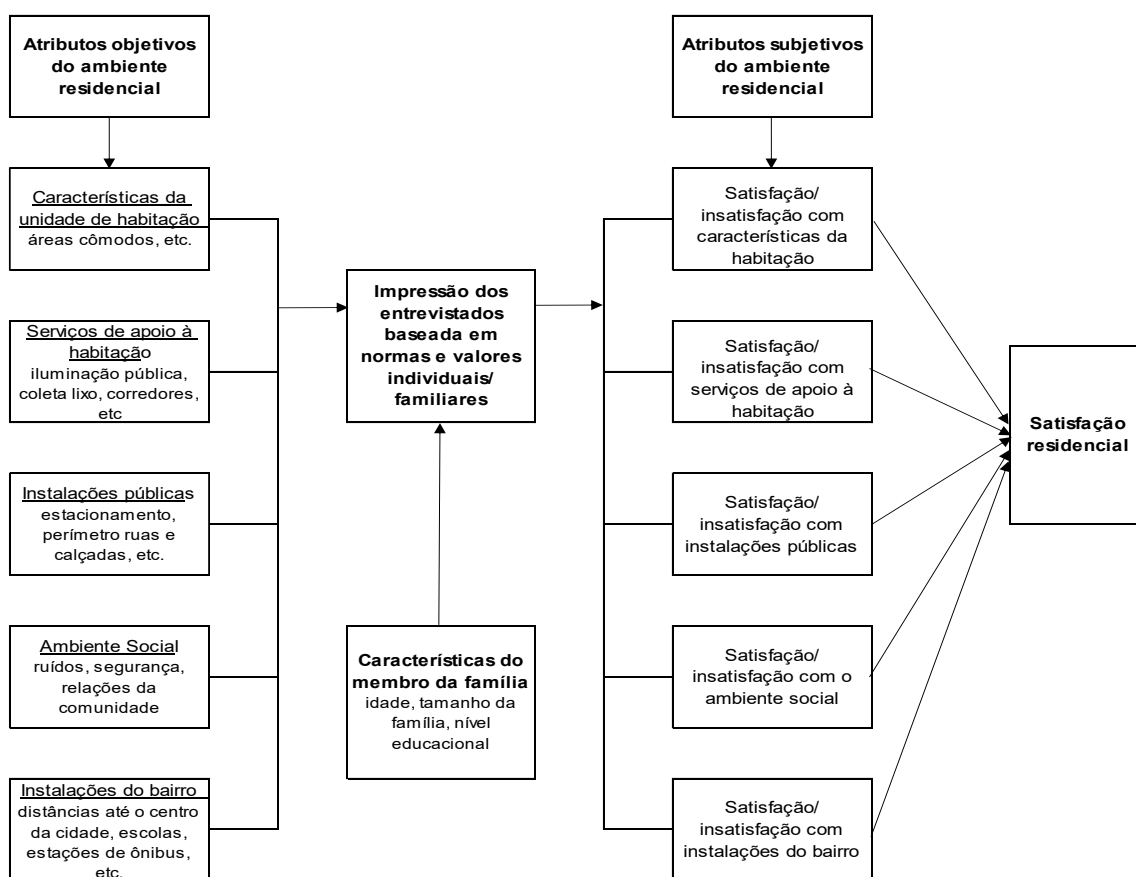 Atributos objetivos
do ambiente
residencial
Características da
unidade de habitação
áreas cômodos, etc.
Serviços de apoio à
habitação
iluminação pública,
coleta lixo, corredores,
etc
Instalações públicas
estacionamento,
perímetro ruas e
calçadas, etc.
Ambiente Social
ruídos, segurança,
relações da
comunidade
Instalações do bairro
distâncias até o centro
da cidade, escolas,
estações de ônibus,
etc.
Impressão dos
entrevistados
baseada em
normas e valores
individuais/
familiares
Características do
membro da família
idade, tamanho da
família, nível
educacional
Atributos subjetivos
do ambiente
residencial
Satisfação/
insatisfação com
características da
habitação
Satisfação/
insatisfação com
serviços de apoio à
habitação
Satisfação/
insatisfação com
instalações públicas
Satisfação/
insatisfação com o
ambiente social
Satisfação/
insatisfação com
instalações do bairro
Satisfação
residencial